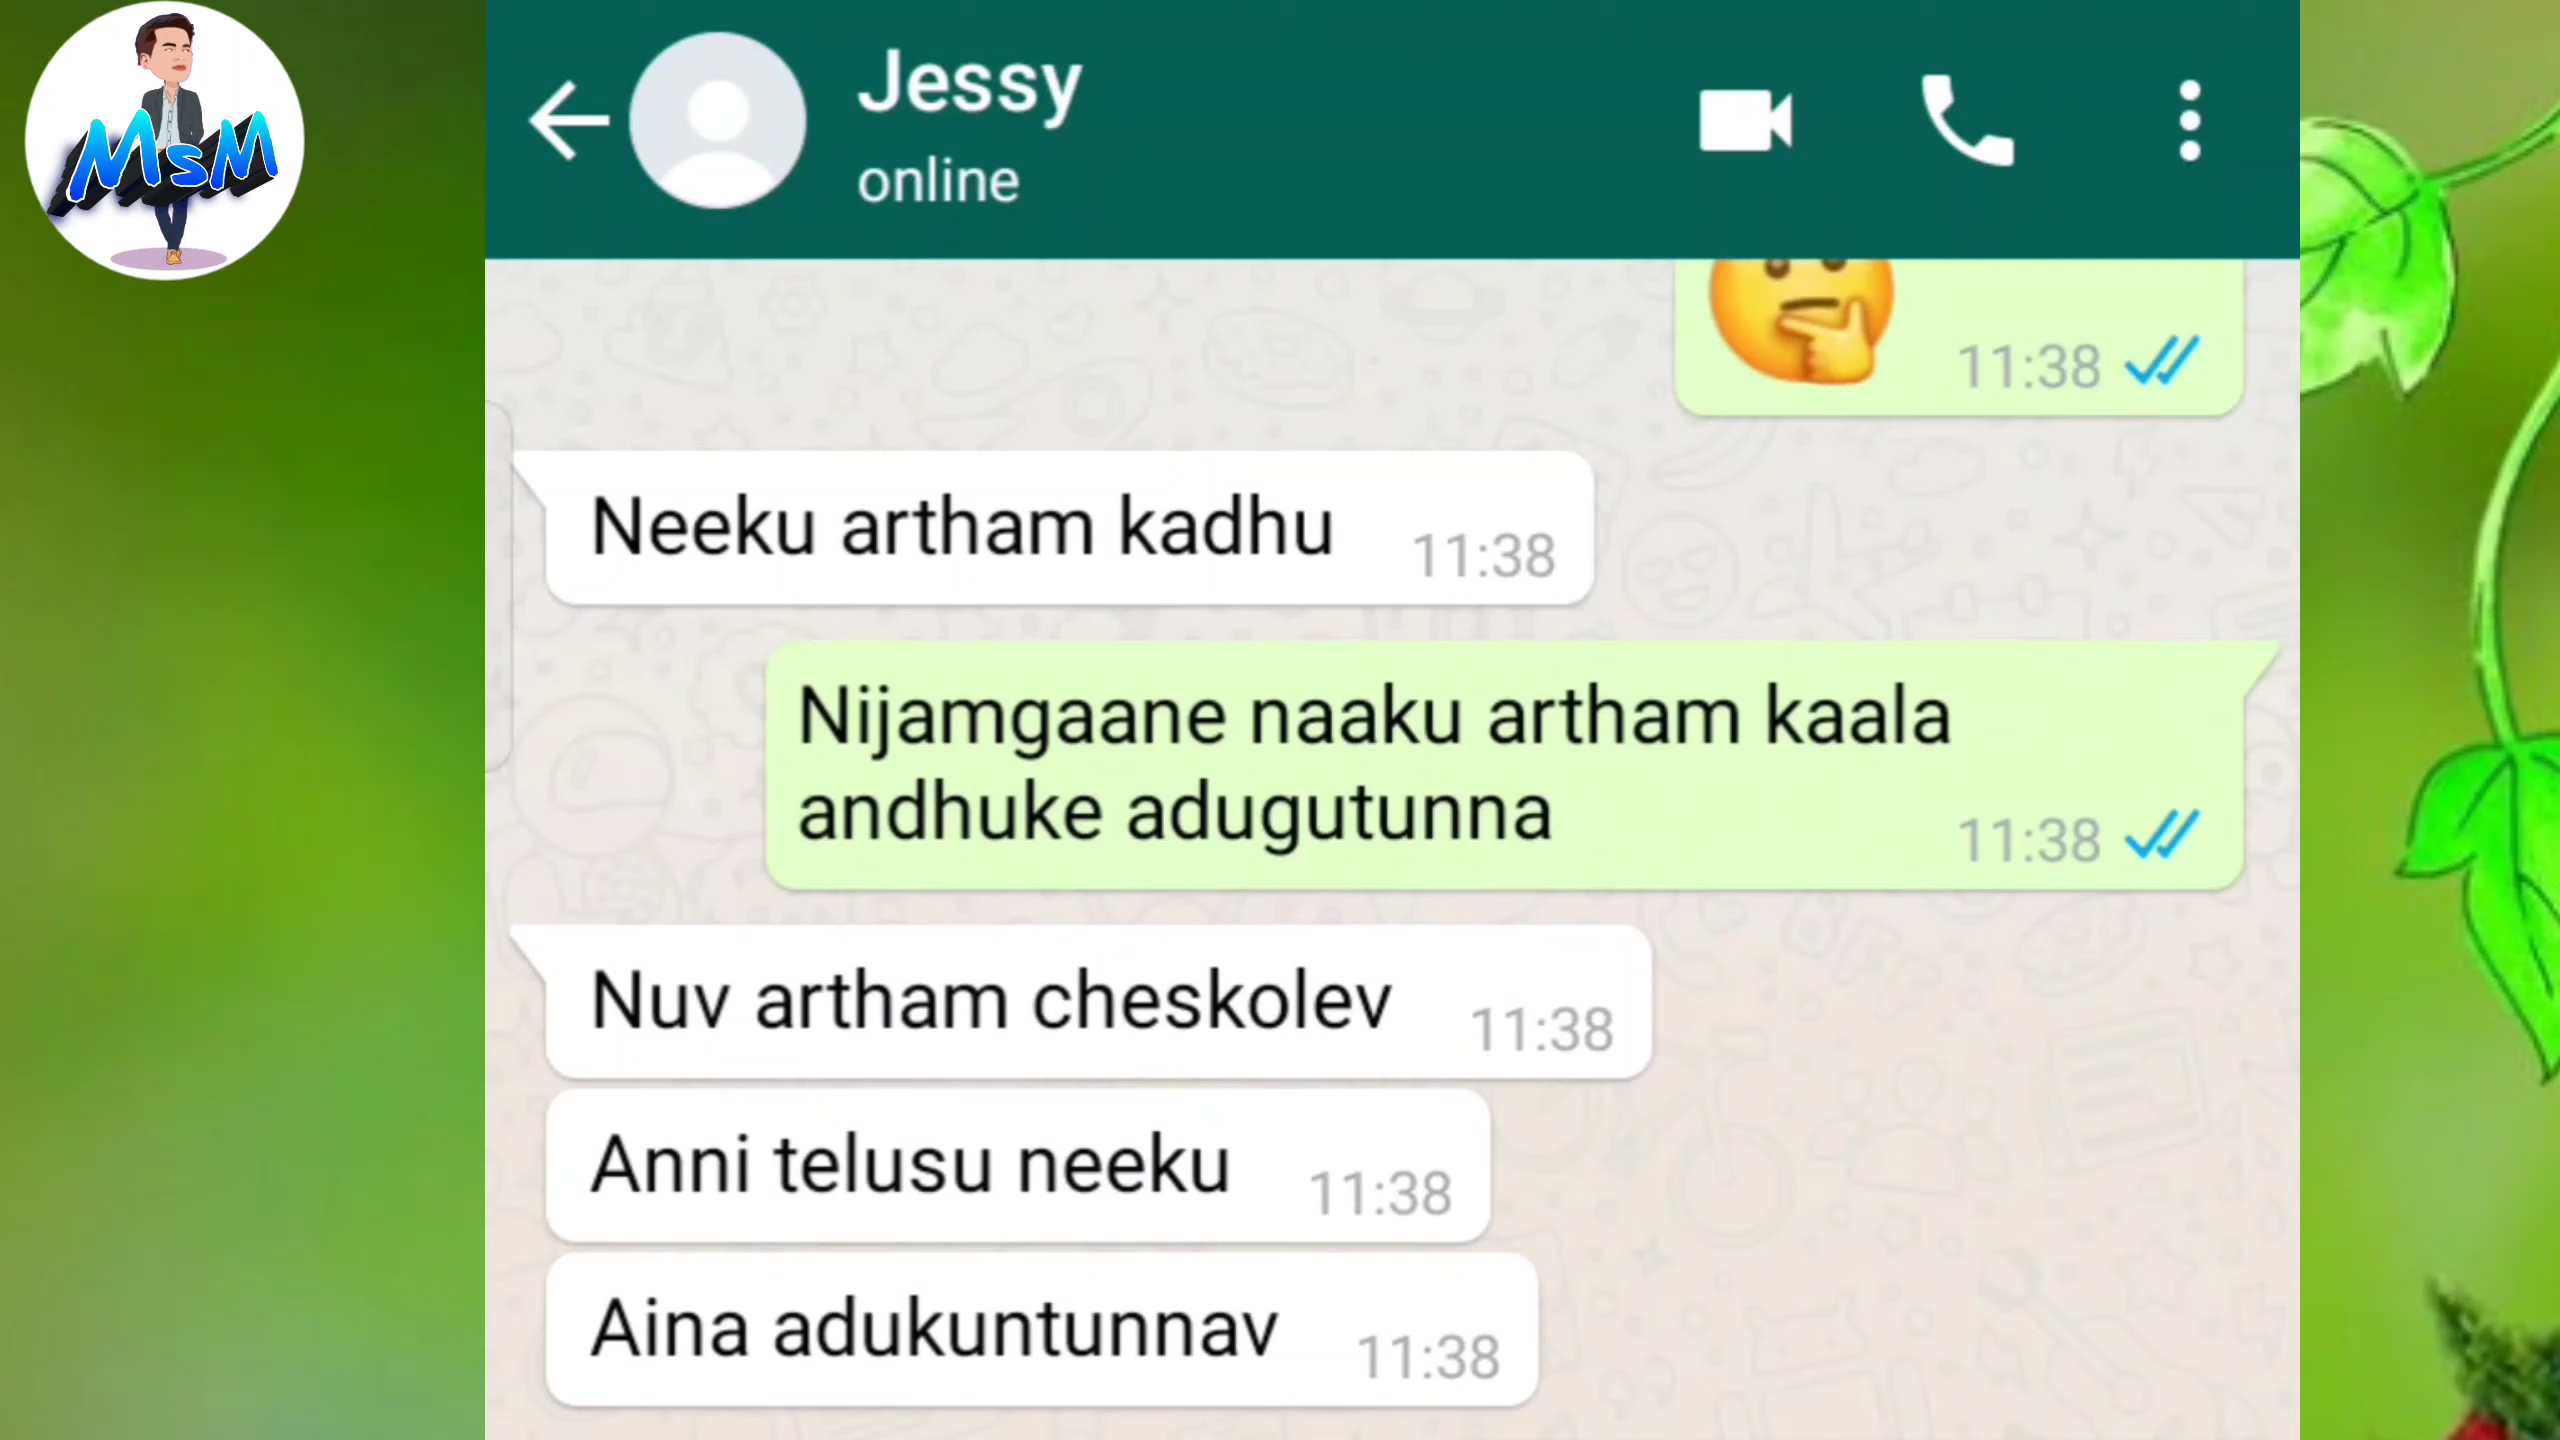 MsM
Jessy
online
11:38
Neeku artham kadhu 11:38
Nijamgaane naaku artham kaala
andhuke adugutunna 11:38
Nuv artham cheskolev 11:38
Anni telusu neeku 11:38
Aina adukuntunnav 11:38